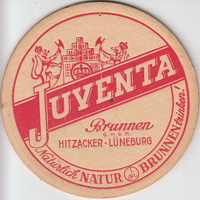 JUVENTA
Brunnen
G.M.B.H.
HITZACKER - LÜNEBURG
Natürlich NATUR BRUNNEN trinken!